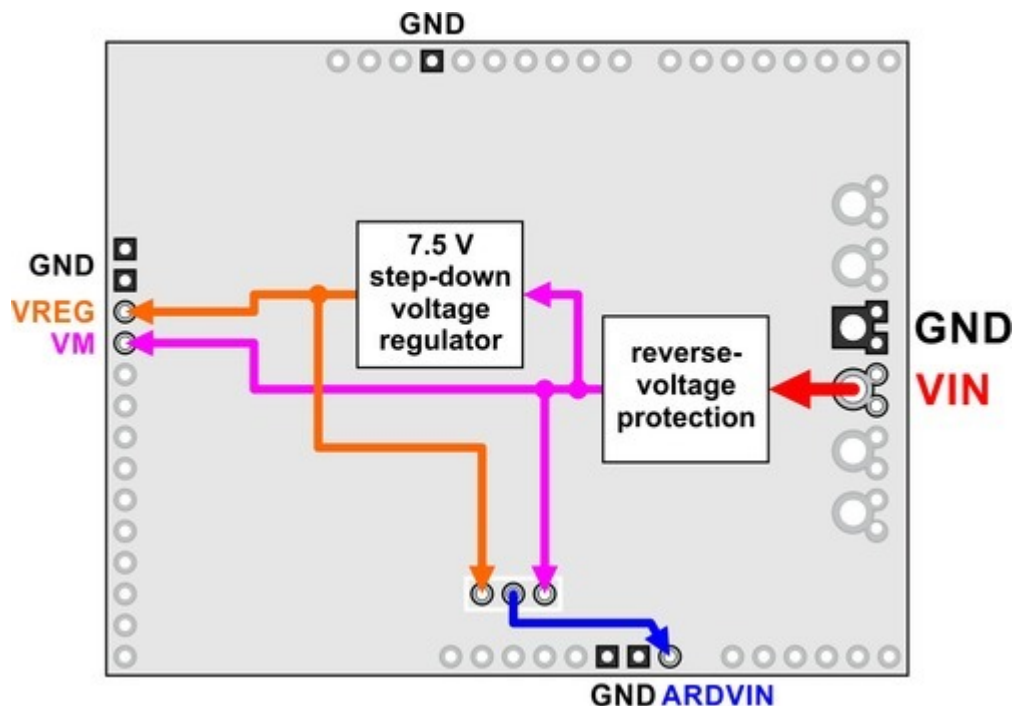 GND
GND
VREG
VM
7.5 V
step-down
voltage
regulator
reverse-
voltage
protection
GND
VIN
GND ARDVIN